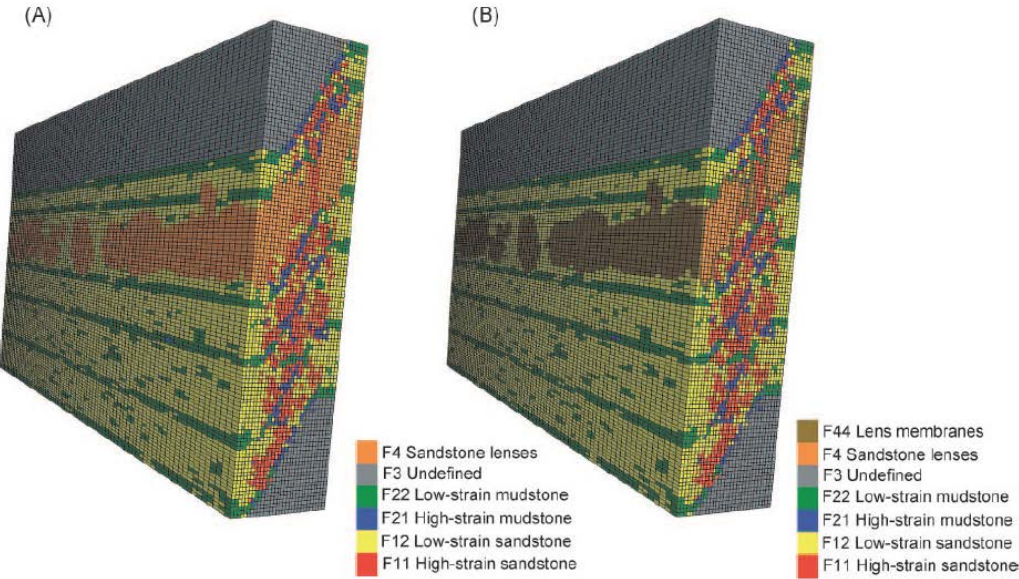 (A)
F4 Sandstone lenses
F3 Undefined
F22 Low-strain mudstone
F21 High-strain mudstone
F12 Low-strain sandstone
F11 High-strain sandstone
(B)
F44 Lens membranes
F4 Sandstone lenses
F3 Undefined
F22 Low-strain mudstone
F21 High-strain mudstone
F12 Low-strain sandstone
F11 High-strain sandstone